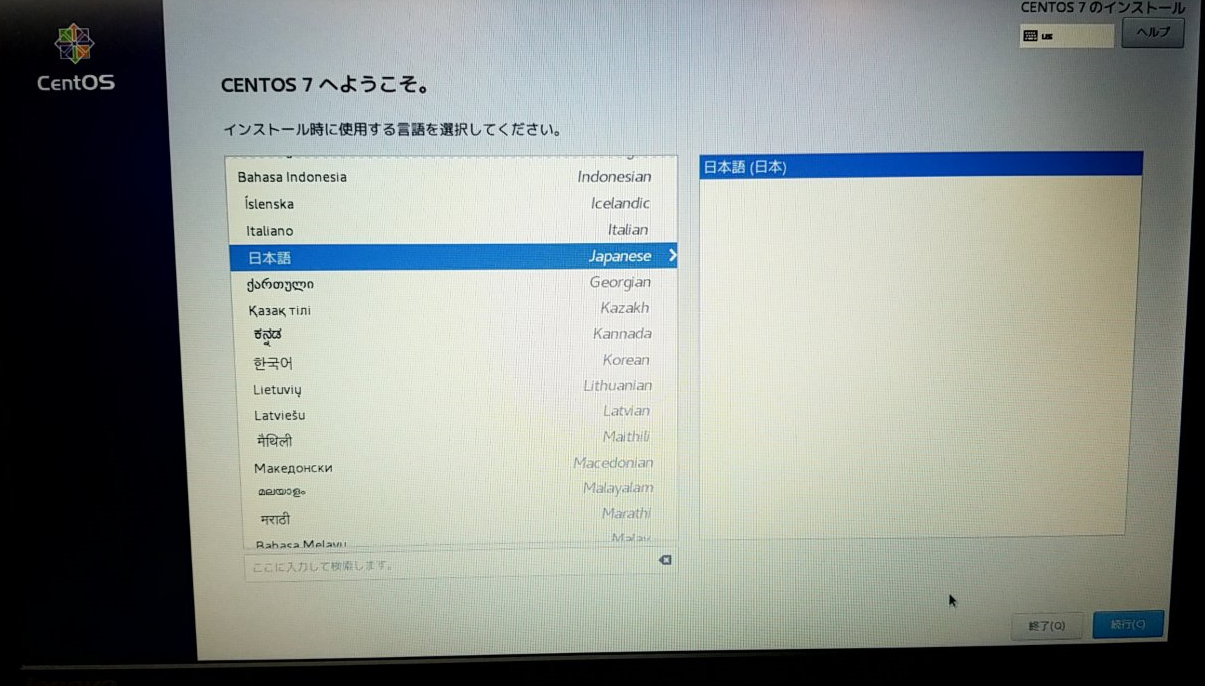 CentOS
CENTOS 7 のインストール
us
ヘルプ
CENTOS 7 へようこそ。
インストール時に使用する言語を選択してください。
Bahasa Indonesia Indonesian
Íslenska Icelandic
Italiano Italian
日本語 Japanese
ქართული Georgian
Қазақ тілі Kazakh
ಕನ್ನಡ Kannada
한국어 Korean
Lietuvių Lithuanian
Latviešu Latvian
मैथिली Maithili
Македонски Macedonian
മലയാളം Malayalam
मराठी Marathi
Bahasa Melayu Malay
日本語 (日本)
ここに入力して検索します。
終了(Q)
続行(C)